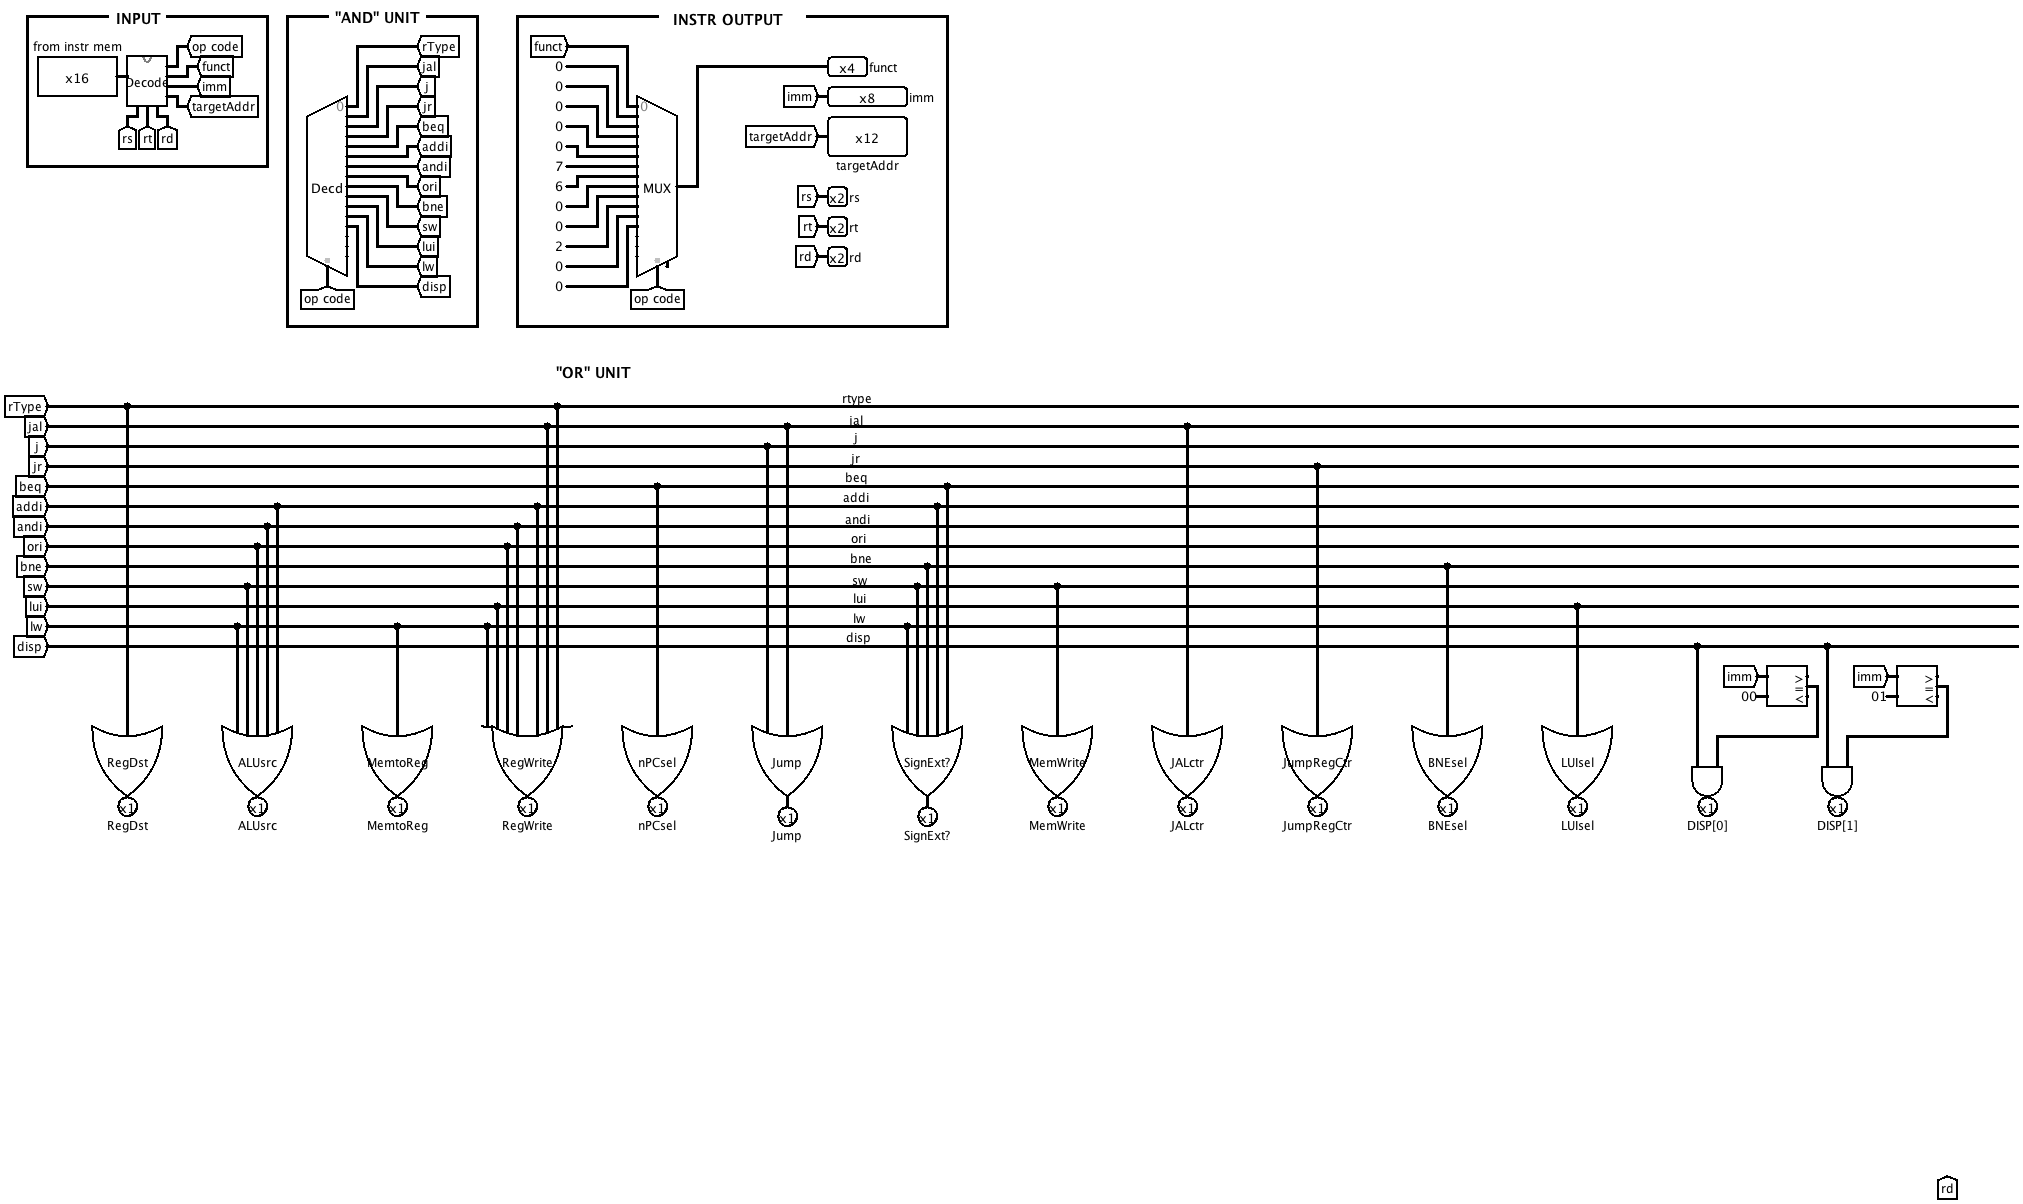 INPUT
from instr mem
x16
Decode
op code
funct
imm
targetAddr
rs
rt
rd
"AND" UNIT
0
Decd
op code
rType
jal
j
jr
beq
addi
andi
ori
bne
sw
lui
lw
disp
INSTR OUTPUT
funct
0
0
0
0
0
7
6
0
0
2
0
0
0
MUX
op code
x4 funct
imm x8 imm
targetAddr x12
targetAddr
rs x2 rs
rt x2 rt
rd x2 rd
"OR" UNIT
rType rtype
jal jal
j j
jr jr
beq beq
addi addi
andi andi
ori ori
bne bne
sw sw
lui lui
lw lw
disp disp
imm > imm >
= =
00 < 01 <
RegDst ALUsrc MemtoReg RegWrite nPCsel Jump SignExt? MemWrite JALctr JumpRegCtr BNEsel LUIsel
x1 x1 x1 x1 x1 x1 x1 x1 x1 x1 x1 x1 x1 x1
RegDst ALUsrc MemtoReg RegWrite nPCsel Jump SignExt? MemWrite JALctr JumpRegCtr BNEsel LUIsel DISP[0] DISP[1]
rd